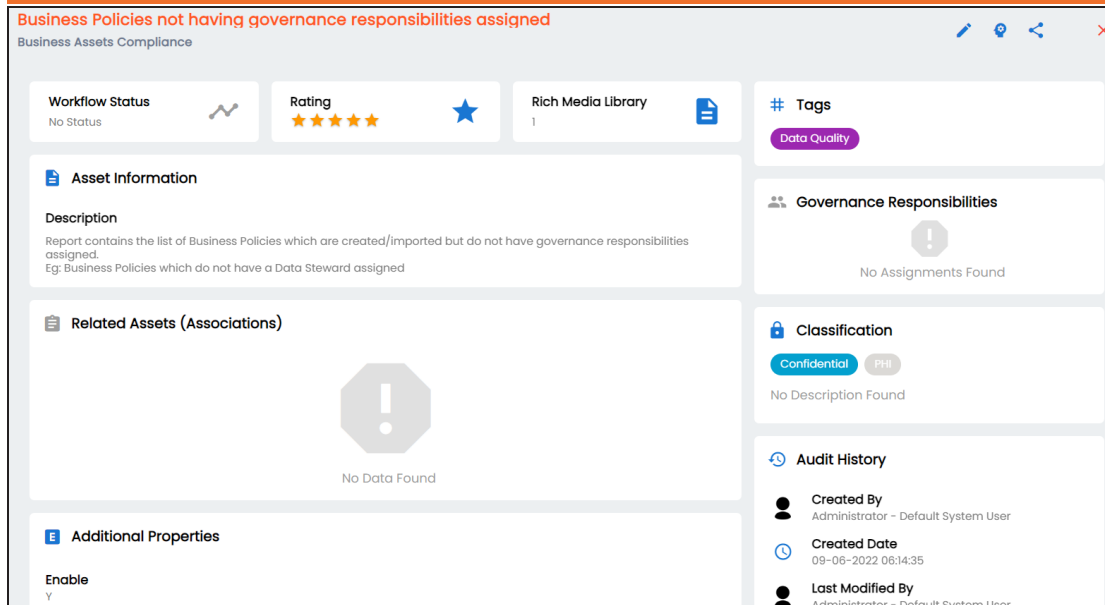 Business Policies not having governance responsibilities assigned
Business Assets Compliance
Workflow Status
No Status
Rating
Rich Media Library
1
Asset Information
Description
Report contains the list of Business Policies which are created/imported but do not have governance responsibilities
assigned.
Eg: Business Policies which do not have a Data Steward assigned
Related Assets (Associations)
No Data Found
E Additional Properties
Enable
Y
# Tags
Data Quality
Governance Responsibilities
No Assignments Found
Classification
Confidential PHI
No Description Found
Audit History
Created By
Administrator - Default System User
Created Date
09-06-2022 06:14:35
Last Modified By
Administrator - Default System User